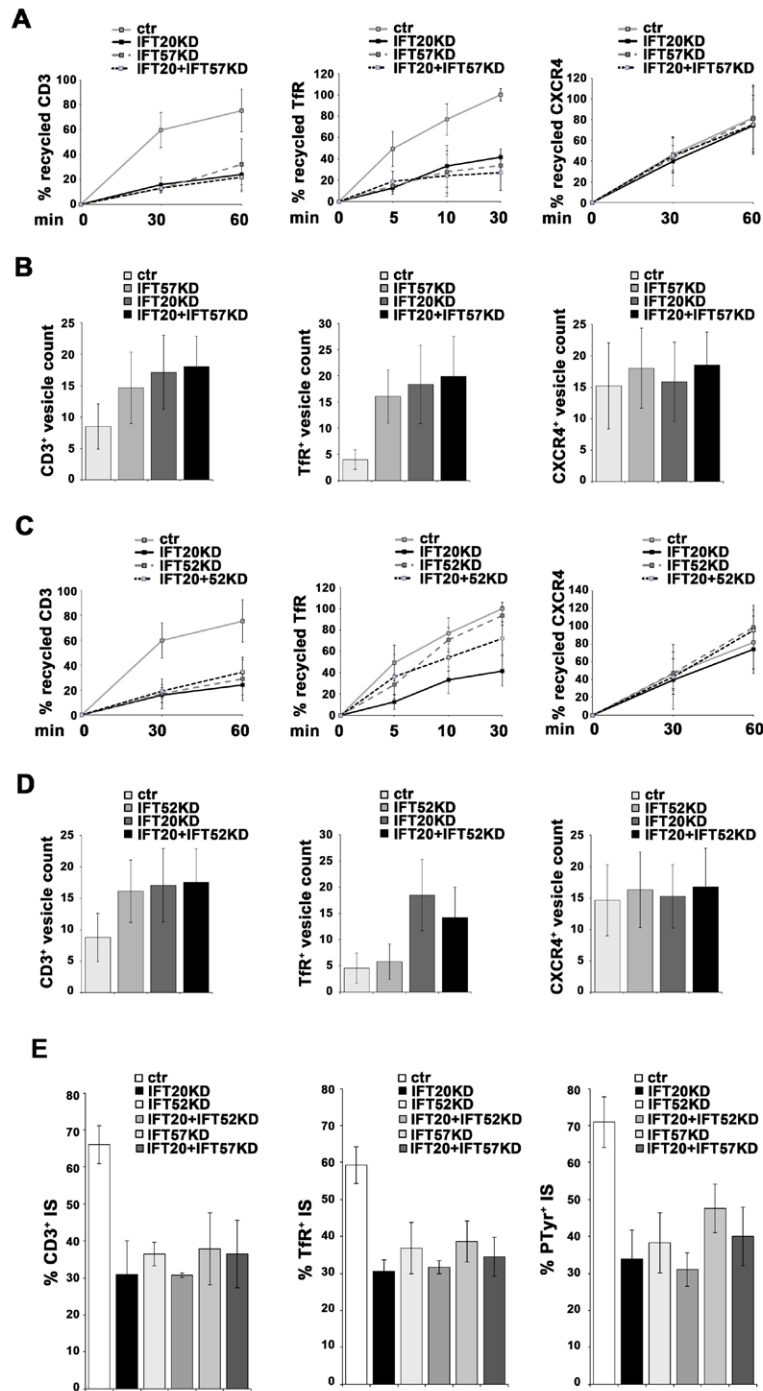 A
ctr
IFT20KD
IFT57KD
IFT20+IFT57KD
% recycled CD3
100
80
60
40
20
0
min 0 30 60
ctr
IFT20KD
IFT57KD
IFT20+IFT57KD
% recycled TfR
120
100
80
60
40
20
0
min 0 5 10 30
ctr
IFT20KD
IFT57KD
IFT20+IFT57KD
% recycled CXCR4
120
100
80
60
40
20
0
min 0 30 60
B
ctr
IFT57KD
IFT20KD
IFT20+IFT57KD
CD3+ vesicle count
25
20
15
10
5
0
ctr
IFT57KD
IFT20KD
IFT20+IFT57KD
TfR+ vesicle count
30
25
20
15
10
5
0
ctr
IFT57KD
IFT20KD
IFT20+IFT57KD
CXCR4+ vesicle count
25
20
15
10
5
0
C
ctr
IFT20KD
IFT52KD
IFT20+52KD
% recycled CD3
100
80
60
40
20
0
min 0 30 60
ctr
IFT20KD
IFT52KD
IFT20+52KD
% recycled TfR
120
100
80
60
40
20
0
min 0 5 10 30
ctr
IFT20KD
IFT52KD
IFT20+52KD
% recycled CXCR4
140
120
100
80
60
40
20
0
min 0 30 60
D
ctr
IFT52KD
IFT20KD
IFT20+IFT52KD
CD3+ vesicle count
25
20
15
10
5
0
ctr
IFT52KD
IFT20KD
IFT20+IFT52KD
TfR+ vesicle count
30
25
20
15
10
5
0
ctr
IFT52KD
IFT20KD
IFT20+IFT52KD
CXCR4+ vesicle count
25
20
15
10
5
0
E
ctr
IFT20KD
IFT52KD
IFT20+IFT52KD
IFT57KD
IFT20+IFT57KD
% CD3+ IS
80
70
60
50
40
30
20
10
0
ctr
IFT20KD
IFT52KD
IFT20+IFT52KD
IFT57KD
IFT20+IFT57KD
% TfR+ IS
80
70
60
50
40
30
20
10
0
ctr
IFT20KD
IFT52KD
IFT20+IFT52KD
IFT57KD
IFT20+IFT57KD
% PTyr+ IS
80
70
60
50
40
30
20
10
0